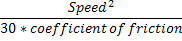 Speed²
30 * coefficient of friction